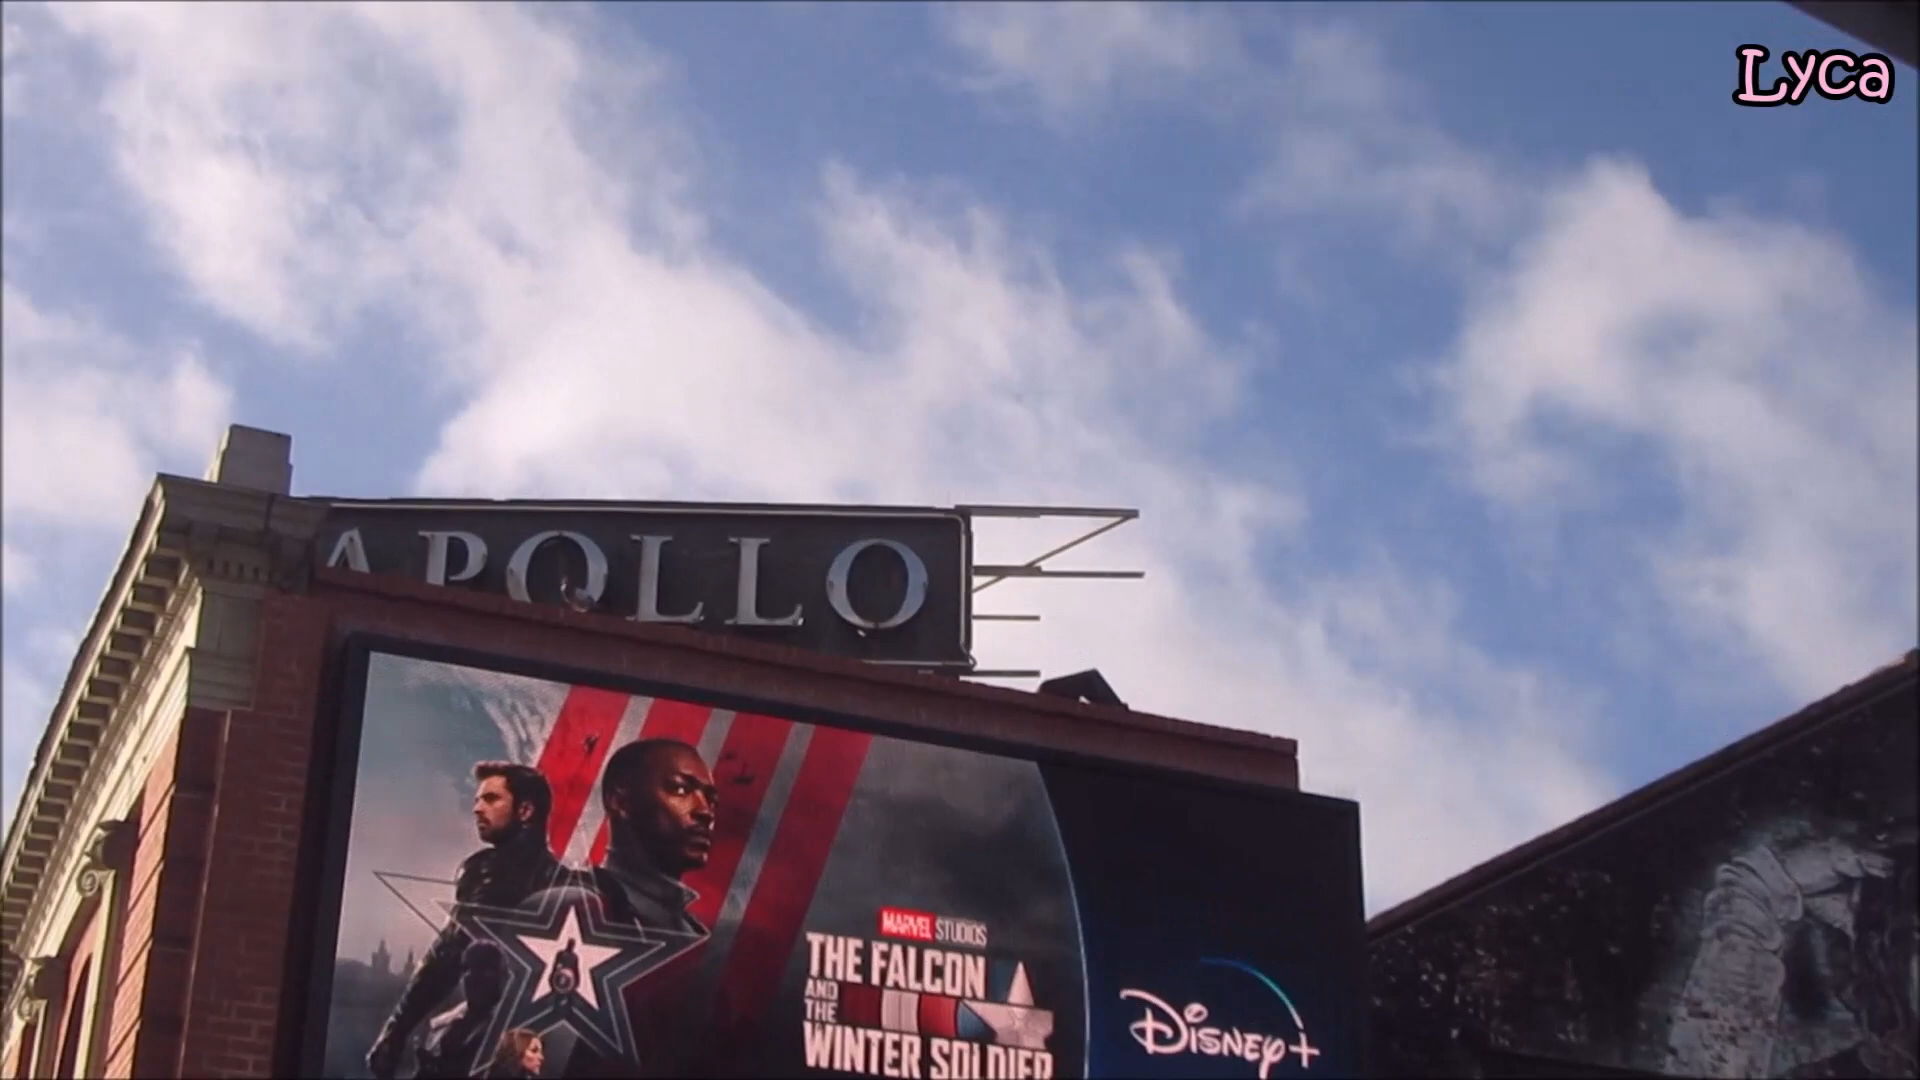 Lyca
APOLLO
MARVEL STUDIOS
THE FALCON
AND
THE
WINTER SOLDIER
Disney+